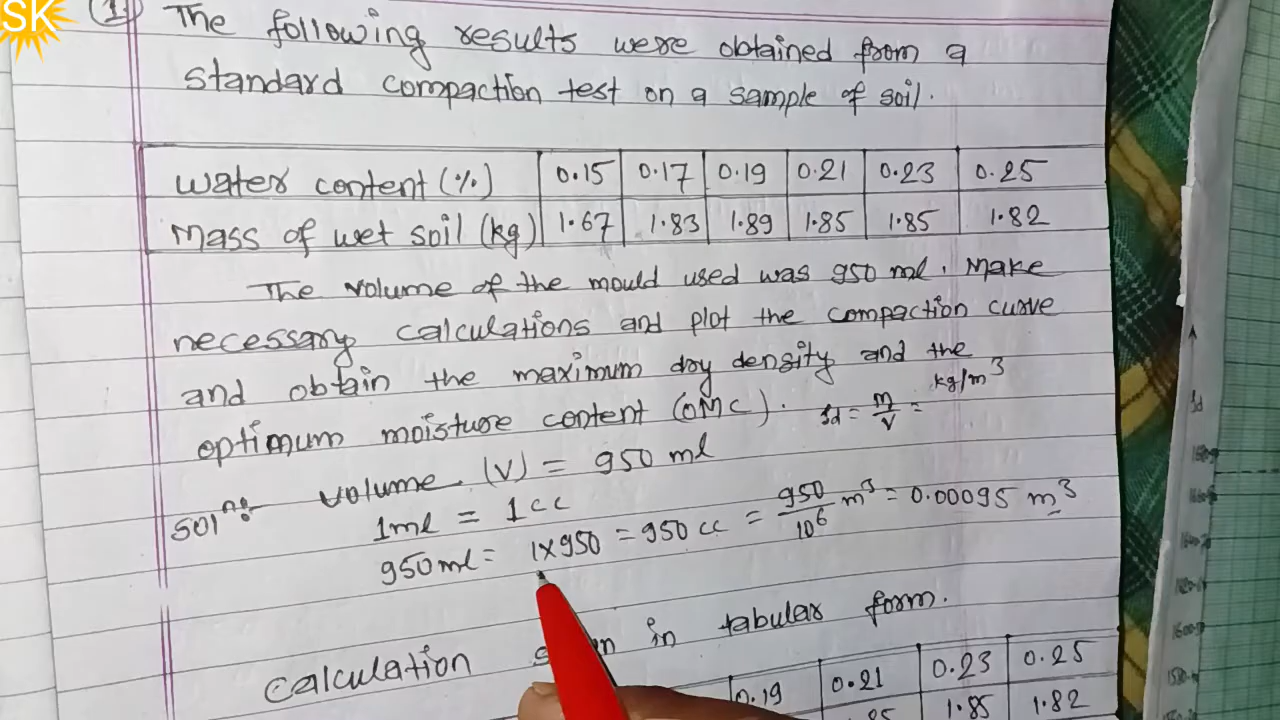 SK
(1) The following results were obtained from a
standard compaction test on a sample of soil.
water content (%) 0.15 0.17 0.19 0.21 0.23 0.25
Mass of wet soil (kg) 1.67 1.83 1.89 1.85 1.85 1.82
The volume of the mould used was 950 ml. Make
necessary calculations and plot the compaction curve
and obtain the maximum dry density and the
optimum moisture content (OMC). ρd = m/v = kg/m³
Solnˢ: volume (V) = 950 ml
1ml = 1cc
950ml = 1×950 = 950 cc = 950/10⁶ m³ = 0.00095 m³
Calculation in tabular form.
0.19 0.21 0.23 0.25
1.85 1.82